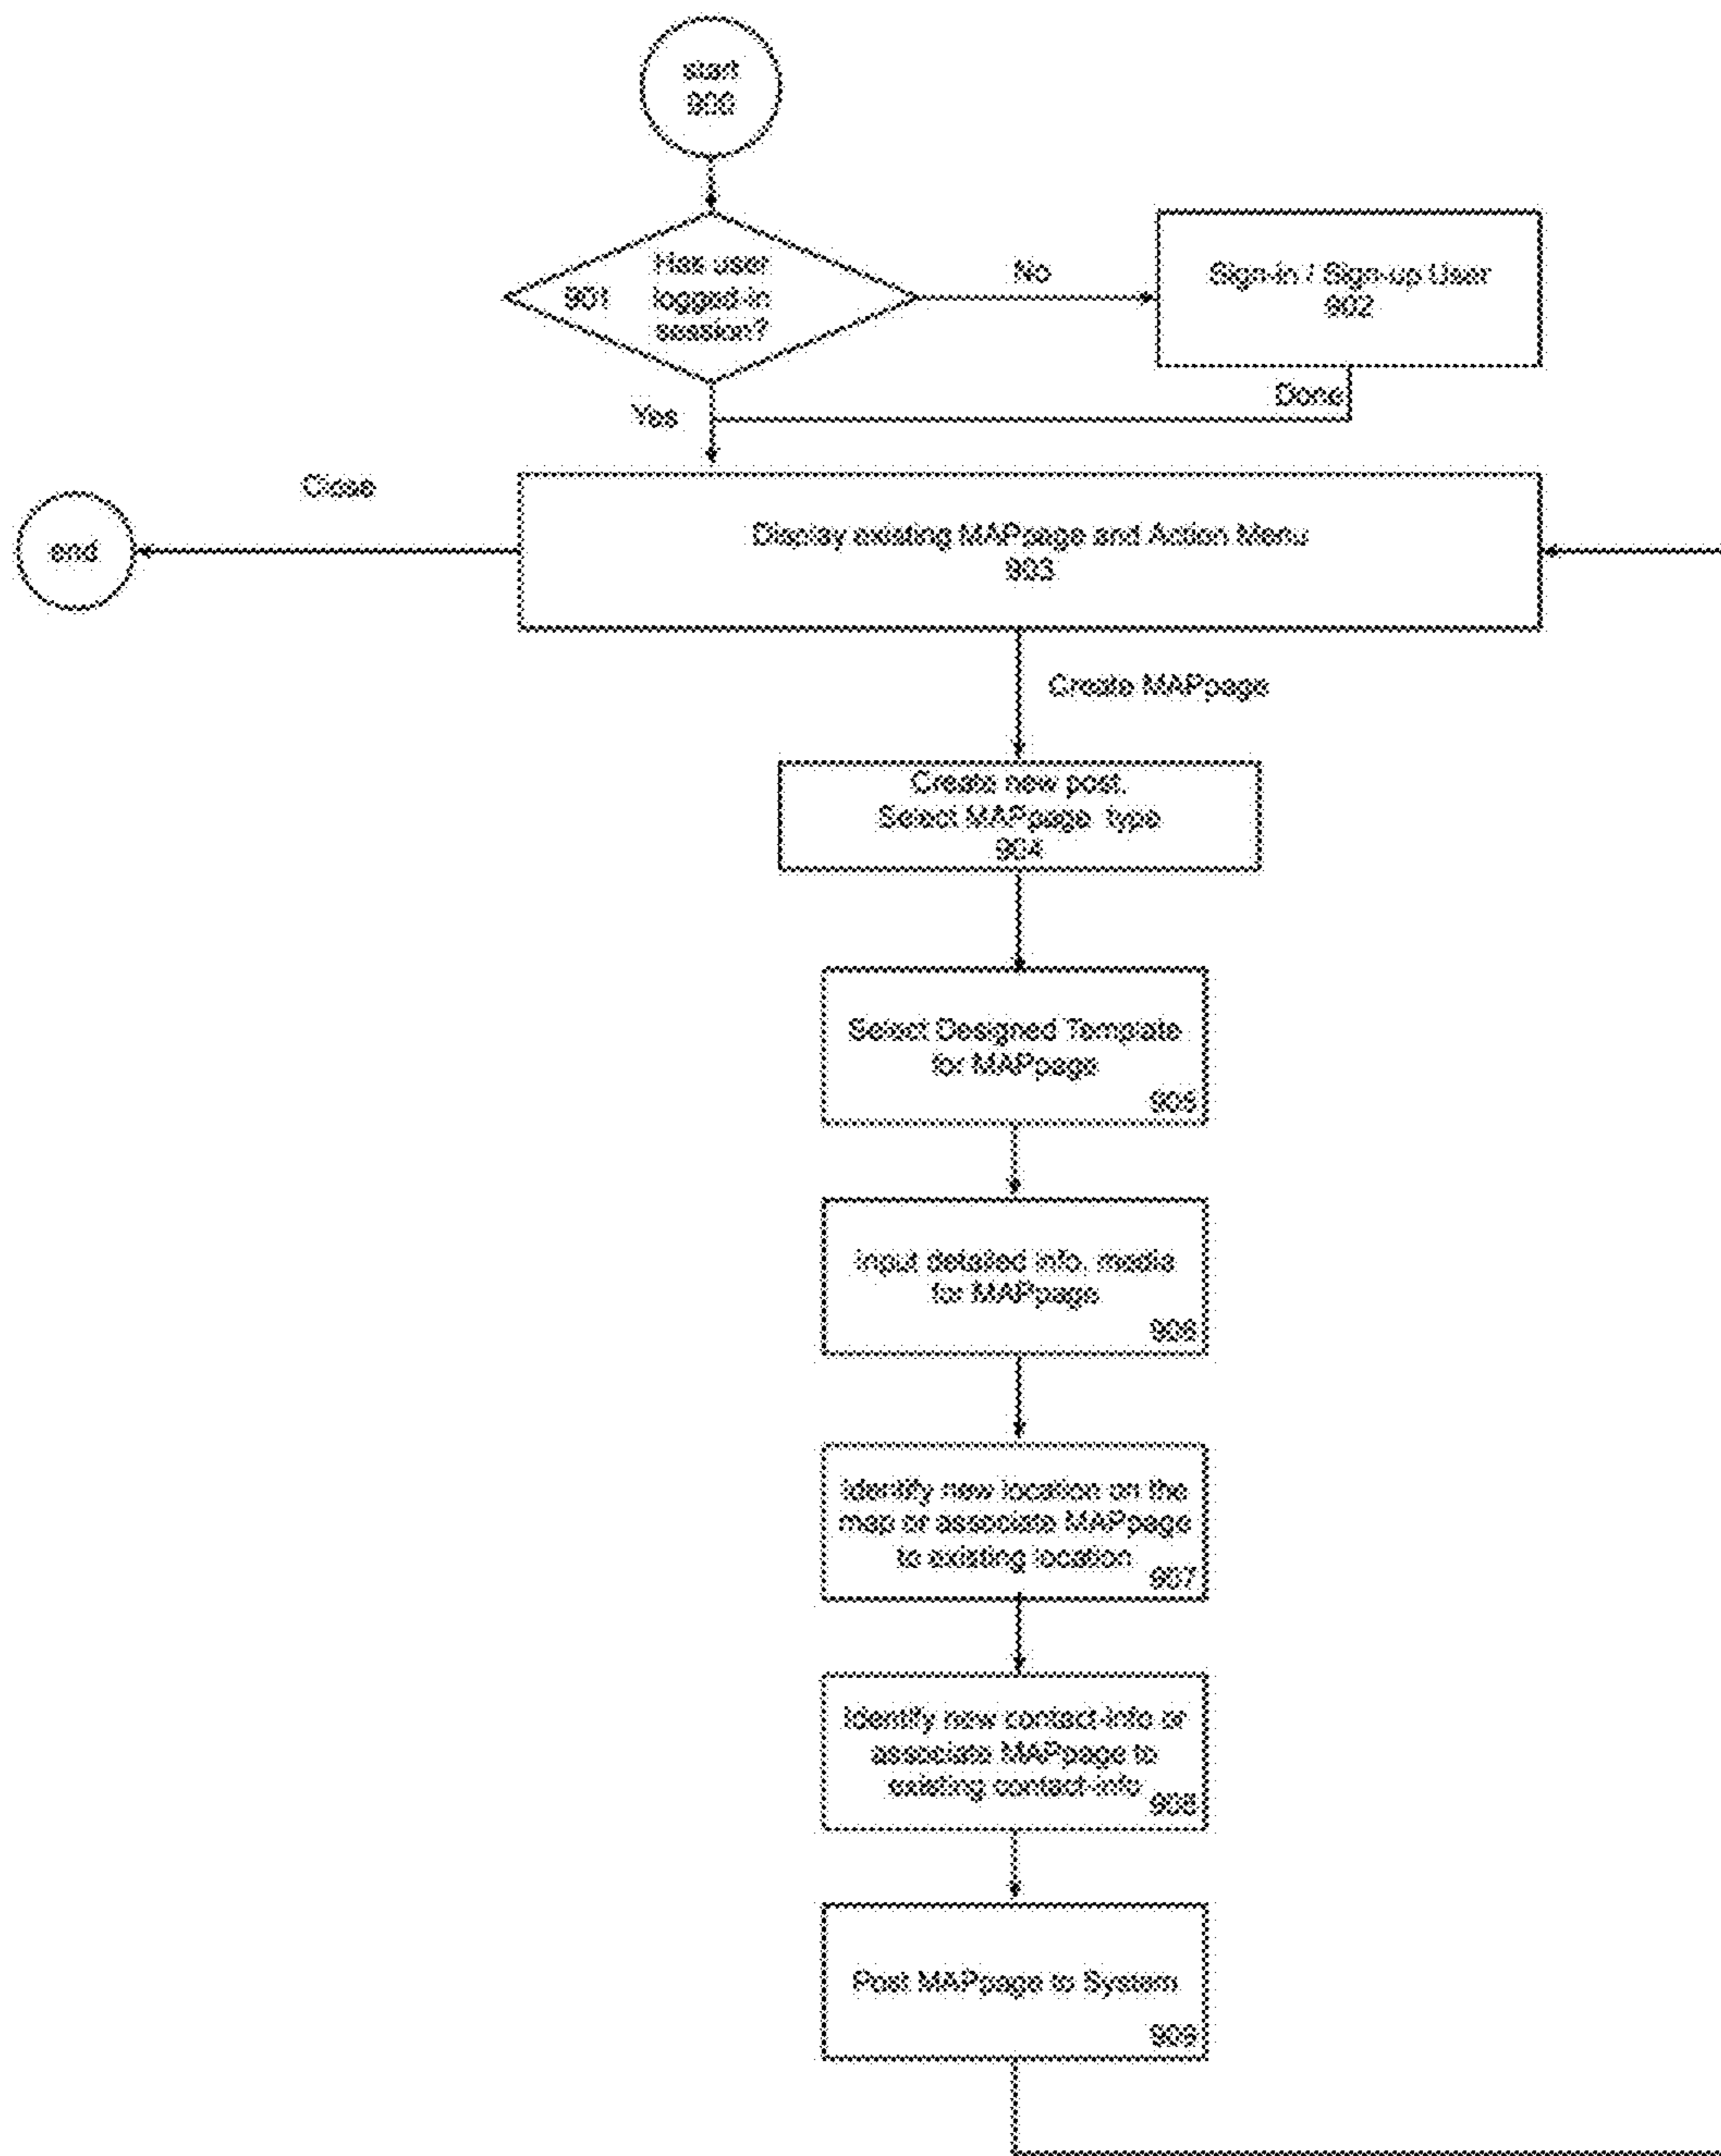 start
900
Has user
901
logged-in
session?
No
Sign-in / Sign-up User
902
Done
Yes
Close
end
Display existing MAPpage and Action Menu
903
Create MAPpage
Create new post.
Select MAPpage type
904
Select Designed Template
for MAPpage
905
Input detailed info, media
for MAPpage
906
Identify new location on the
map or associate MAPpage
to existing location
907
Identify new contact-info or
associate MAPpage to
existing contact-info
908
Post MAPpage to System
909